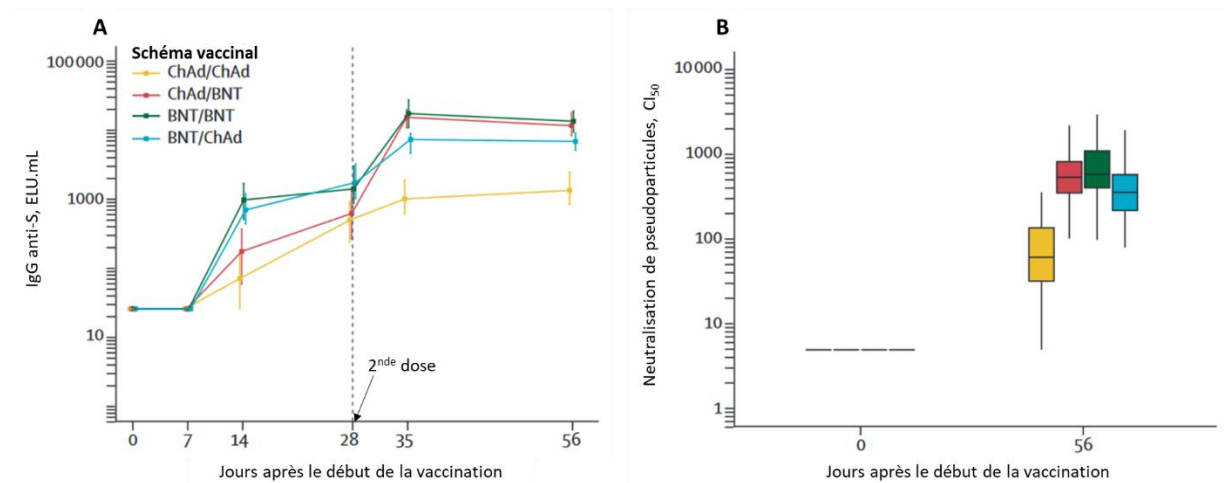 A
Schéma vaccinal
ChAd/ChAd
ChAd/BNT
BNT/BNT
BNT/ChAd
100 000
1000
10
IgG anti-S, ELU.mL
2nde dose
0 7 14 28 35 56
Jours après le début de la vaccination
B
10 000
1000
100
10
1
Neutralisation de pseudoparticules, CI50
0 56
Jours après le début de la vaccination